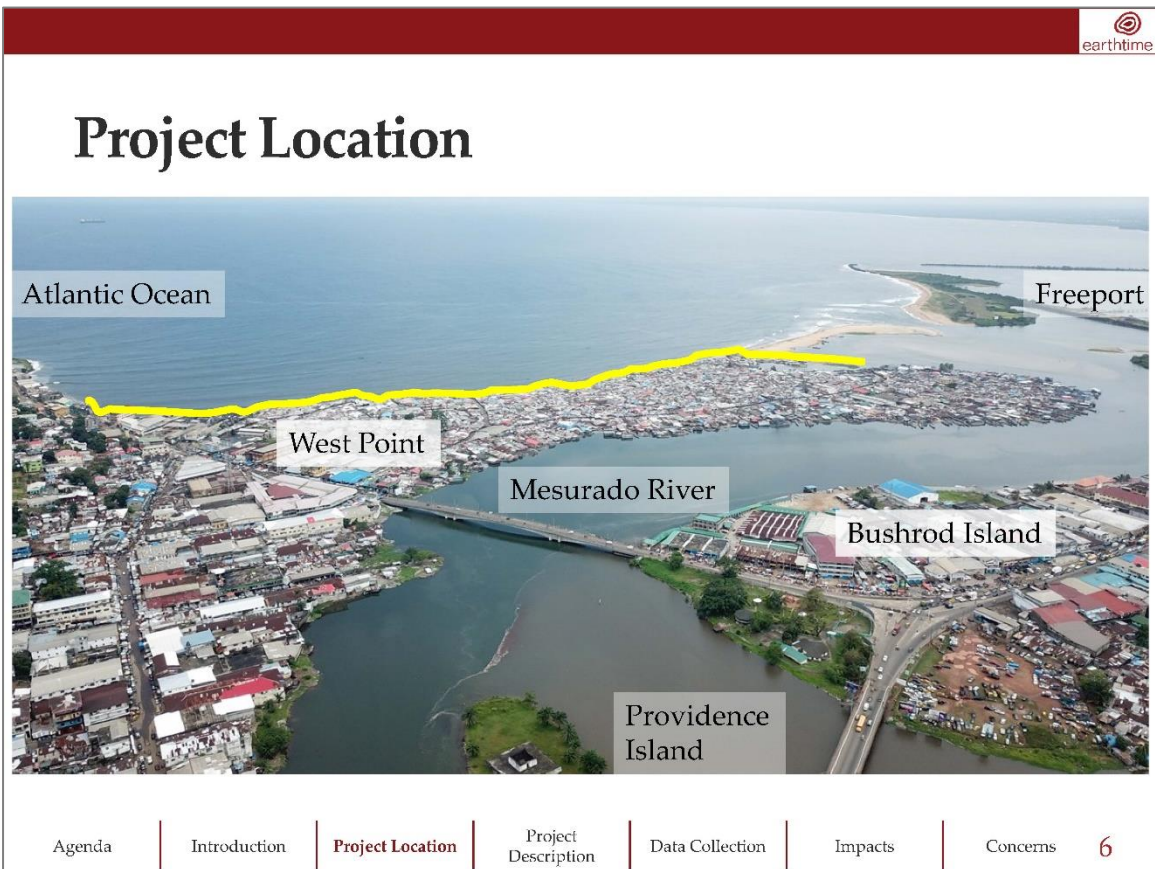 earthtime
Project Location
Atlantic Ocean
Freeport
West Point
Mesurado River
Bushrod Island
Providence
Island
Agenda
Introduction
Project Location
Project
Description
Data Collection
Impacts
Concerns
6